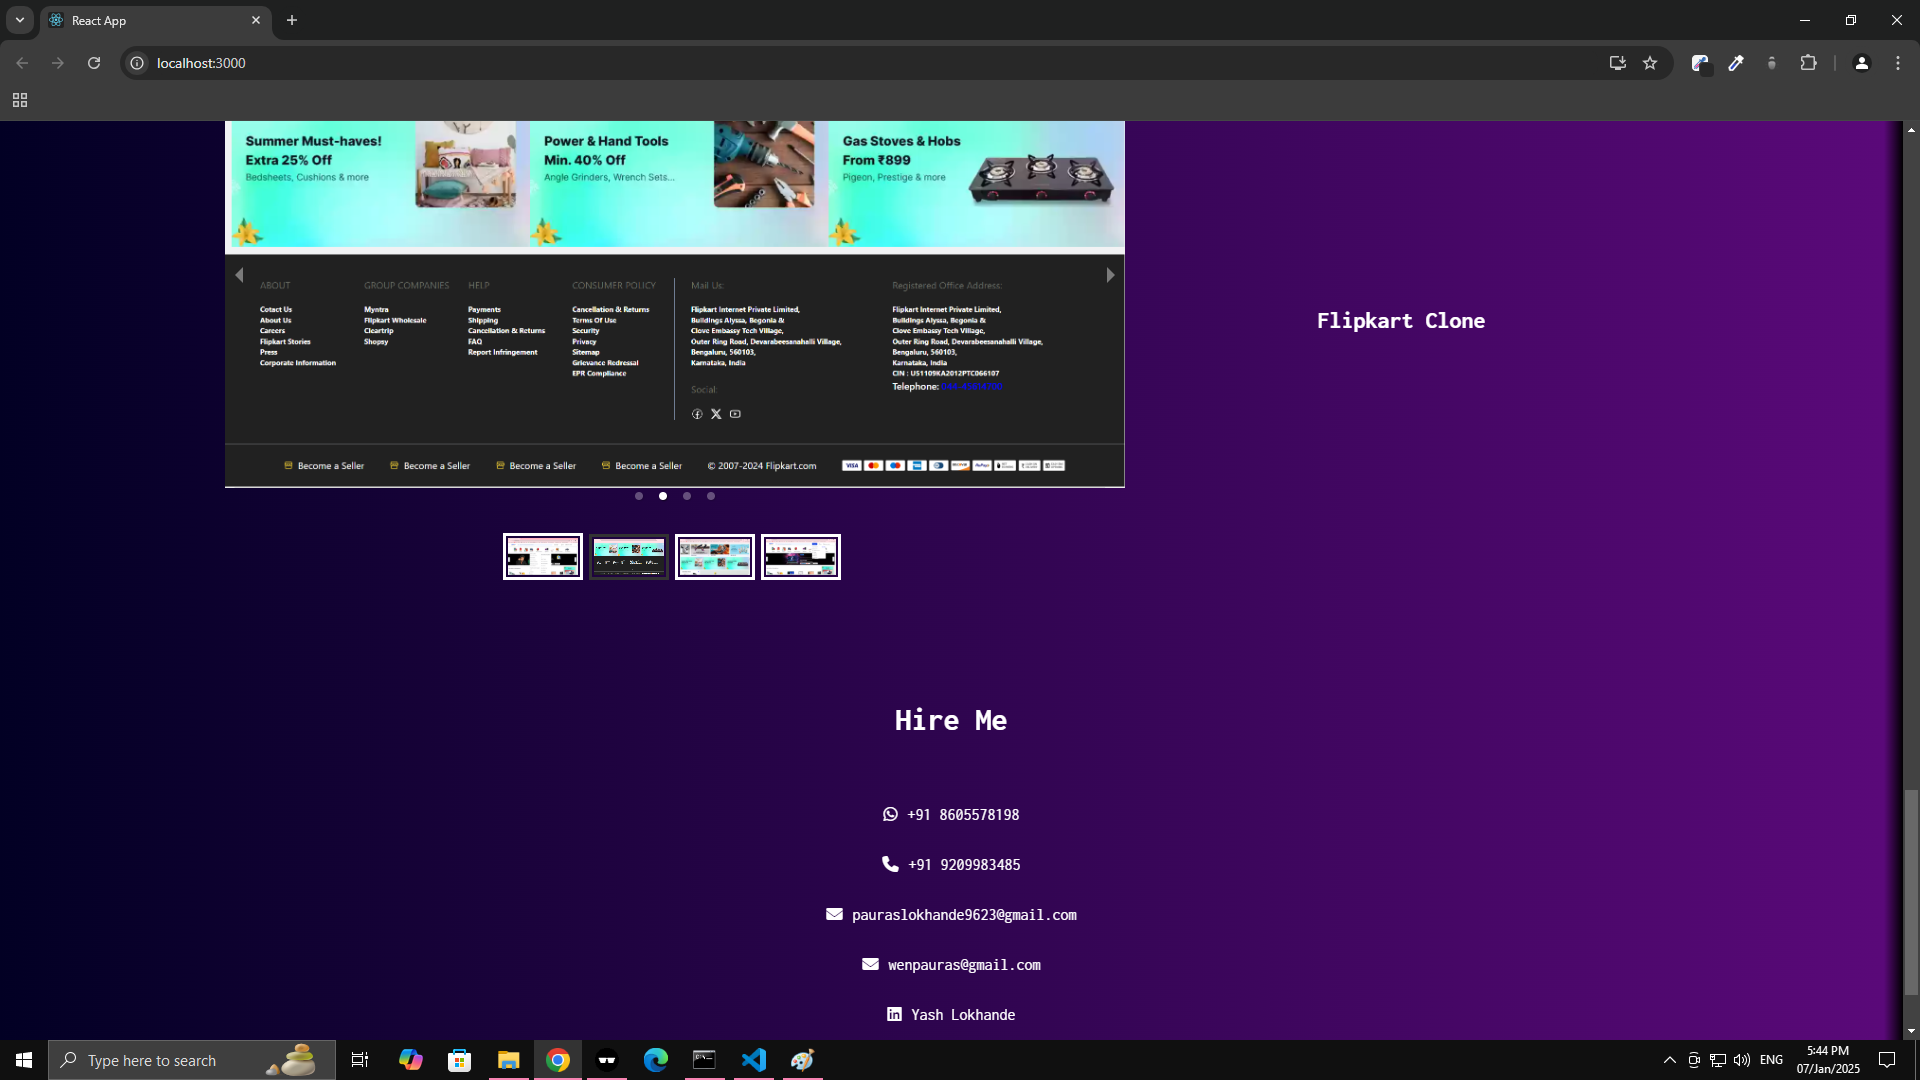 React App
localhost:3000
Summer Must-haves!
Extra 25% Off
Bedsheets, Cushions & more
Power & Hand Tools
Min. 40% Off
Angle Grinders, Wrench Sets...
Gas Stoves & Hobs
From ₹899
Pigeon, Prestige & more
ABOUT
Cotact Us
About Us
Careers
Flipkart Stories
Press
Corporate Information
GROUP COMPANIES
Myntra
Flipkart Wholesale
Cleartrip
Shopsy
HELP
Payments
Shipping
Cancellation & Returns
FAQ
Report Infringement
CONSUMER POLICY
Cancellation & Returns
Terms Of Use
Security
Privacy
Sitemap
Grievance Redressal
EPR Compliance
Mail Us:
Flipkart Internet Private Limited,
Buildings Alyssa, Begonia &
Clove Embassy Tech Village,
Outer Ring Road, Devarabeesanahalli Village,
Bengaluru, 560103,
Karnataka, India
Social:
Registered Office Address:
Flipkart Internet Private Limited,
Buildings Alyssa, Begonia &
Clove Embassy Tech Village,
Outer Ring Road, Devarabeesanahalli Village,
Bengaluru, 560103,
Karnataka, India
CIN : U51109KA2012PTC066107
Telephone:
Become a Seller
Become a Seller
Become a Seller
Become a Seller
© 2007-2024 Flipkart.com
VISA
Flipkart Clone
Hire Me
+91 8605578198
+91 9209983485
pauraslokhande9623@gmail.com
wenpauras@gmail.com
Yash Lokhande
Type here to search
ENG
5:44 PM
07/Jan/2025